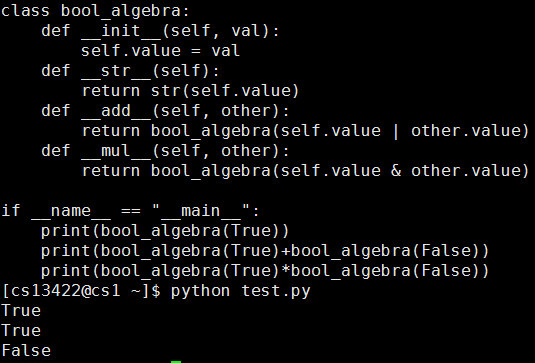 class bool_algebra:
    def __init__(self, val):
        self.value = val
    def __str__(self):
        return str(self.value)
    def __add__(self, other):
        return bool_algebra(self.value | other.value)
    def __mul__(self, other):
        return bool_algebra(self.value & other.value)

if __name__ == "__main__":
    print(bool_algebra(True))
    print(bool_algebra(True)+bool_algebra(False))
    print(bool_algebra(True)*bool_algebra(False))
[cs13422@cs1 ~]$ python test.py
True
True
False